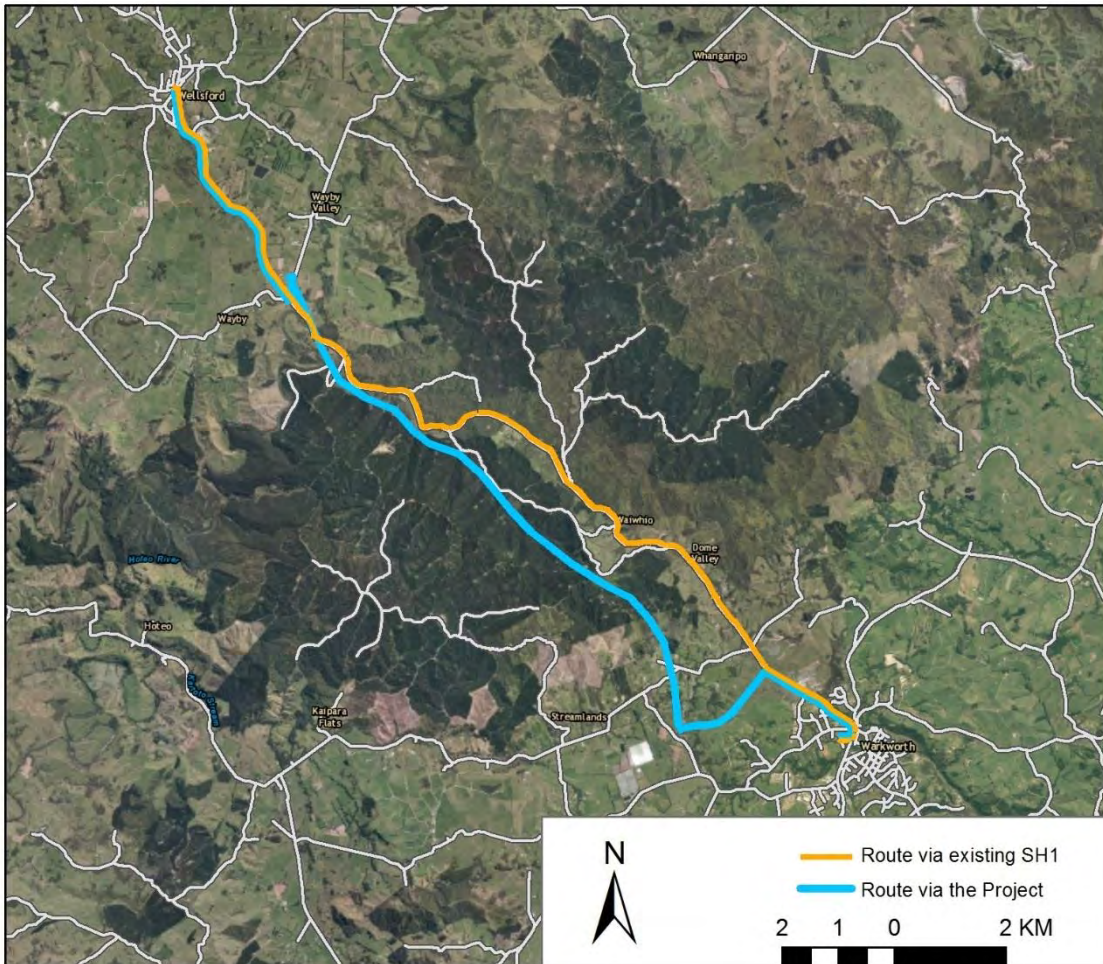 Whangaripo
Wellsford
Wayby
Valley
Wayby
Waiwhio
Dome
Valley
Hoteo River
Hoteo
Kaipara
Flats
Streamlands
Warkworth
N
Route via existing SH1
Route via the Project
2 1 0 2 KM